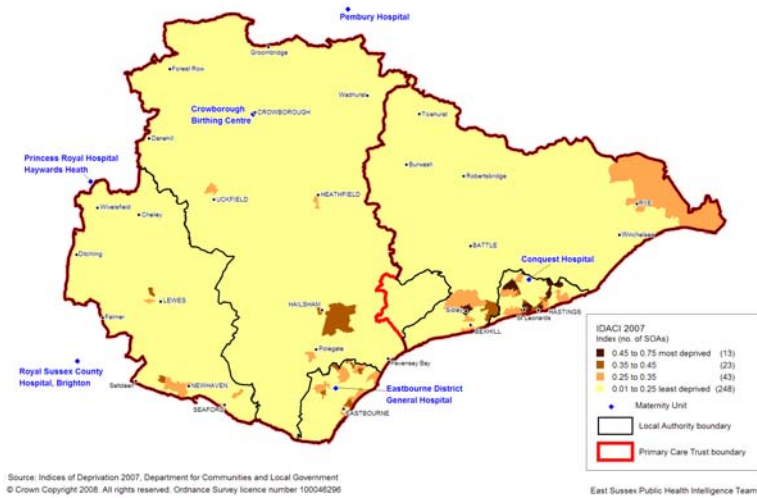 Pembury Hospital
Groombridge
Forest Row
Wadhurst
Crowborough
Birthing Centre
CROWBOROUGH
Ticehurst
Danehill
Princess Royal Hospital
Haywards Heath
Burwash
Robertsbridge
Wivelsfield
Chailey
UCKFIELD
HEATHFIELD
RYE
Winchelsea
Ditching
BATTLE
Conquest Hospital
LEWES
HAILSHAM
Sidley
HASTINGS
St Leonards
BEXHILL
Falmer
Polegate
Pevensey Bay
Royal Sussex County
Hospital, Brighton
Saltdean
NEWHAVEN
SEAFORD
Eastbourne District
General Hospital
EASTBOURNE
IDACI 2007
Index (no. of SOAs)
0.45 to 0.75 most deprived (13)
0.35 to 0.45 (23)
0.25 to 0.35 (43)
0.01 to 0.25 least deprived (248)
Maternity Unit
Local Authority boundary
Primary Care Trust boundary
Source: Indices of Deprivation 2007, Department for Communities and Local Government
© Crown Copyright 2008. All rights reserved. Ordnance Survey licence number 100046296
East Sussex Public Health Intelligence Team